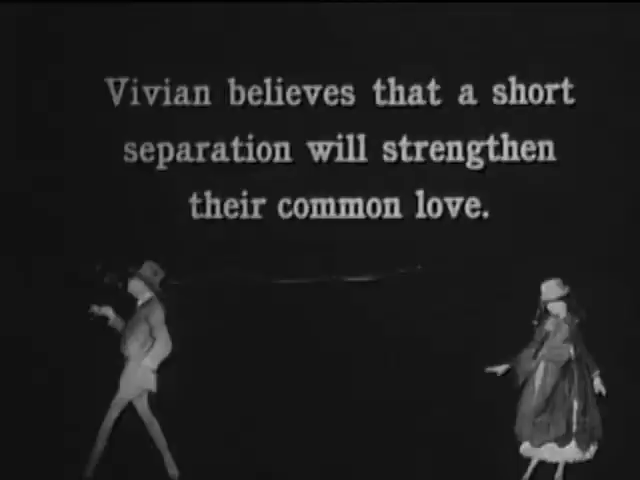 Vivian believes that a short
separation will strengthen
their common love.